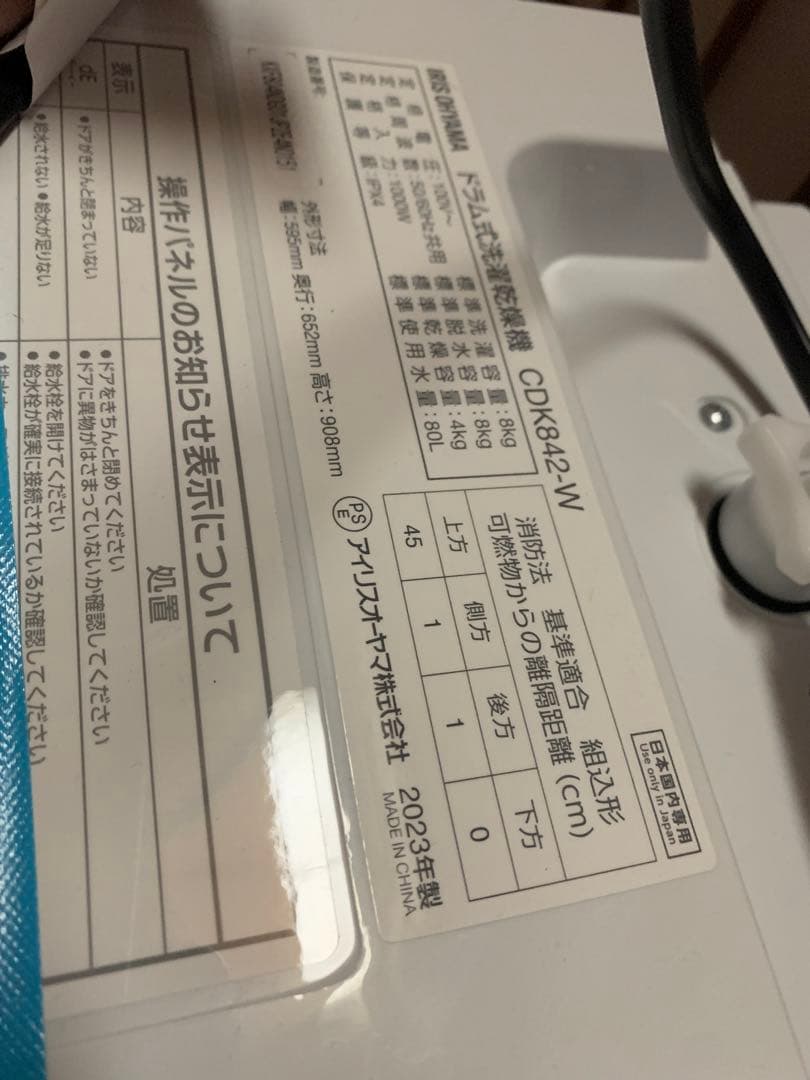 IRIS OHYAMA ドラム式洗濯乾燥機 CDK842-W
定格電圧:100V～ 標準洗濯容量:8kg
定格周波数:50/60Hz共用 標準脱水容量:8kg
定格入力:1000W 標準乾燥容量:4kg
保護等級:IPX4 標準使用水量:80L
製造番号:
外形寸法
幅:595mm 奥行:652mm 高さ:908mm
日本国内専用
Use only in Japan
消防法 基準適合 組込形
可燃物からの離隔距離(cm)
上方 側方 後方 下方
45 1 1 0
PS
E
アイリスオーヤマ株式会社 2023年製
MADE IN CHINA
操作パネルのお知らせ表示について
表示 内容 処置
dE
●ドアがきちんと閉まっていない
●ドアをきちんと閉めてください
●ドアに異物がはさまっていないか確認してください
●給水されない ●給水が足りない
●給水栓を開けてください
●給水栓が確実に接続されているか確認してください